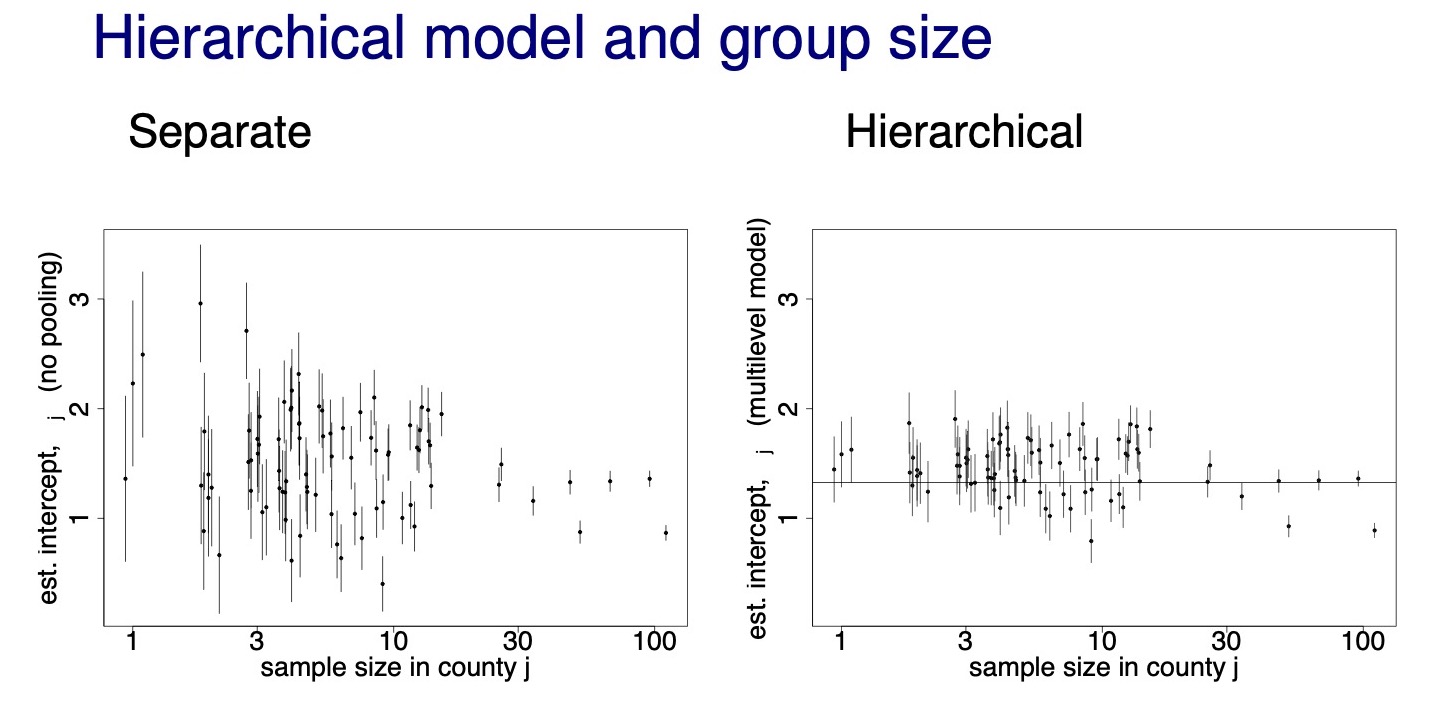 Hierarchical model and group size
Separate
Hierarchical
est. intercept, j (no pooling)
3
2
1
1 3 10 30 100
sample size in county j
est. intercept, j (multilevel model)
3
2
1
1 3 10 30 100
sample size in county j